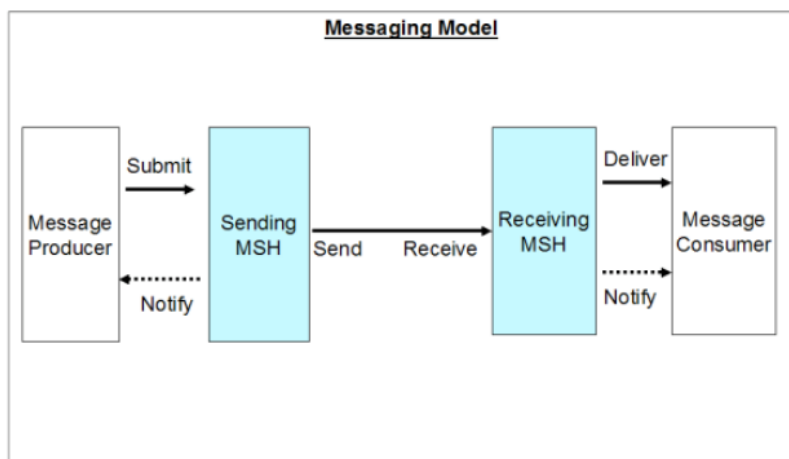 Messaging Model
Submit
Deliver
Message
Producer
Sending
MSH
Receiving
MSH
Message
Consumer
Send
Receive
Notify
Notify